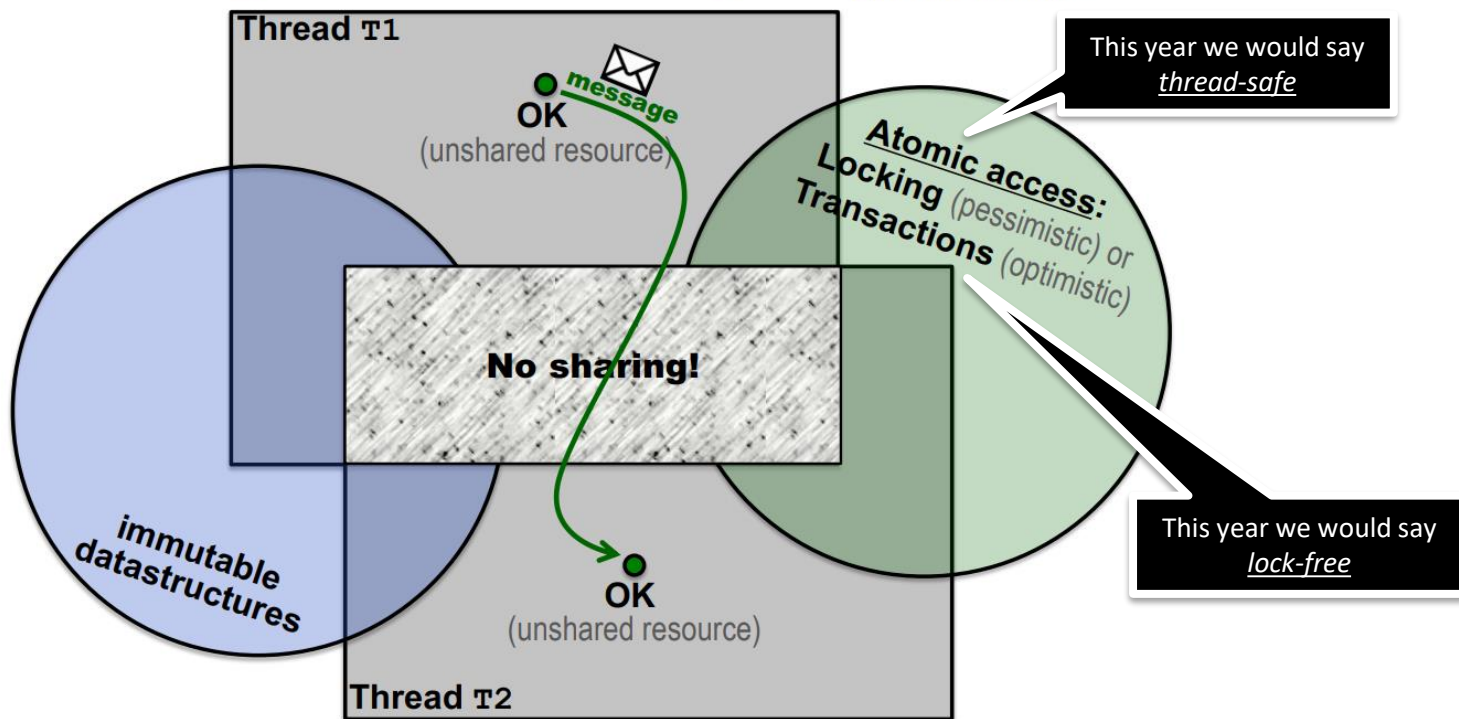 Thread T1
message
OK
(unshared resource)
This year we would say
thread-safe
Atomic access:
Locking (pessimistic) or
Transactions (optimistic)
No sharing!
immutable
datastructures
OK
(unshared resource)
This year we would say
lock-free
Thread T2